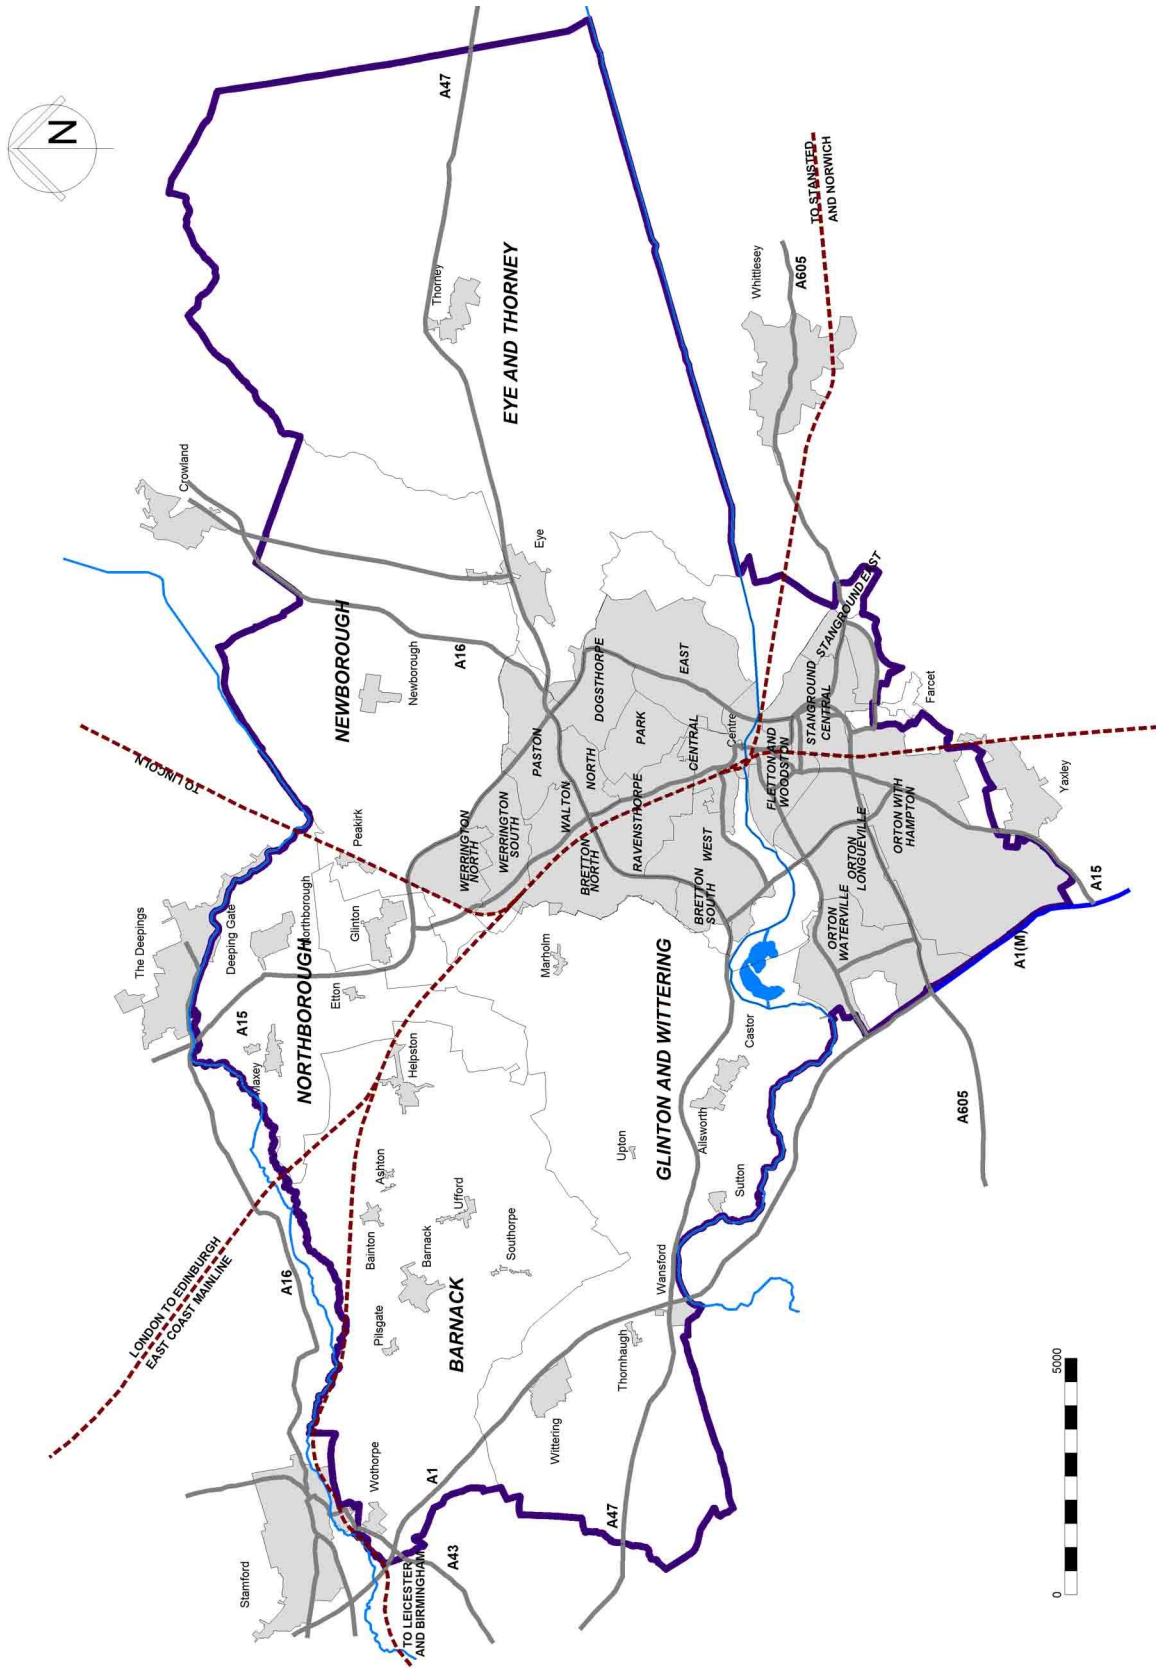 N
A47
TO STANSTED
AND NORWICH
A605
Whittlesey
Thorney
EYE AND THORNEY
Crowland
Eye
NEWBOROUGH
Newborough
A16
STANGROUND EAST
DOGSTHORPE
EAST
PARK
PASTON
CENTRAL
Centre
STANGROUND
CENTRAL
Farcet
TO LINCOLN
WALTON
NORTH
RAVENSTHORPE
FLETTON AND
WOODSTON
Yaxley
Peakirk
WERRINGTON
NORTH
WERRINGTON
SOUTH
BRETTON
NORTH
WEST
BRETTON
SOUTH
ORTON
LONGUEVILLE
ORTON WITH
HAMPTON
ORTON
WATERVILLE
A15
A1(M)
The Deepings
Deeping Gate
Northborough
Glinton
Marholm
Etton
NORTHBOROUGH
A15
Maxey
Helpston
GLINTON AND WITTERING
Castor
Ailsworth
A605
Upton
Sutton
Ashton
Bainton
Ufford
Barnack
Southorpe
BARNACK
Pilsgate
Wansford
Thornhaugh
Wittering
LONDON TO EDINBURGH
EAST COAST MAINLINE
A16
Wothorpe
A1
A47
A43
Stamford
TO LEICESTER
AND BIRMINGHAM
0
5000